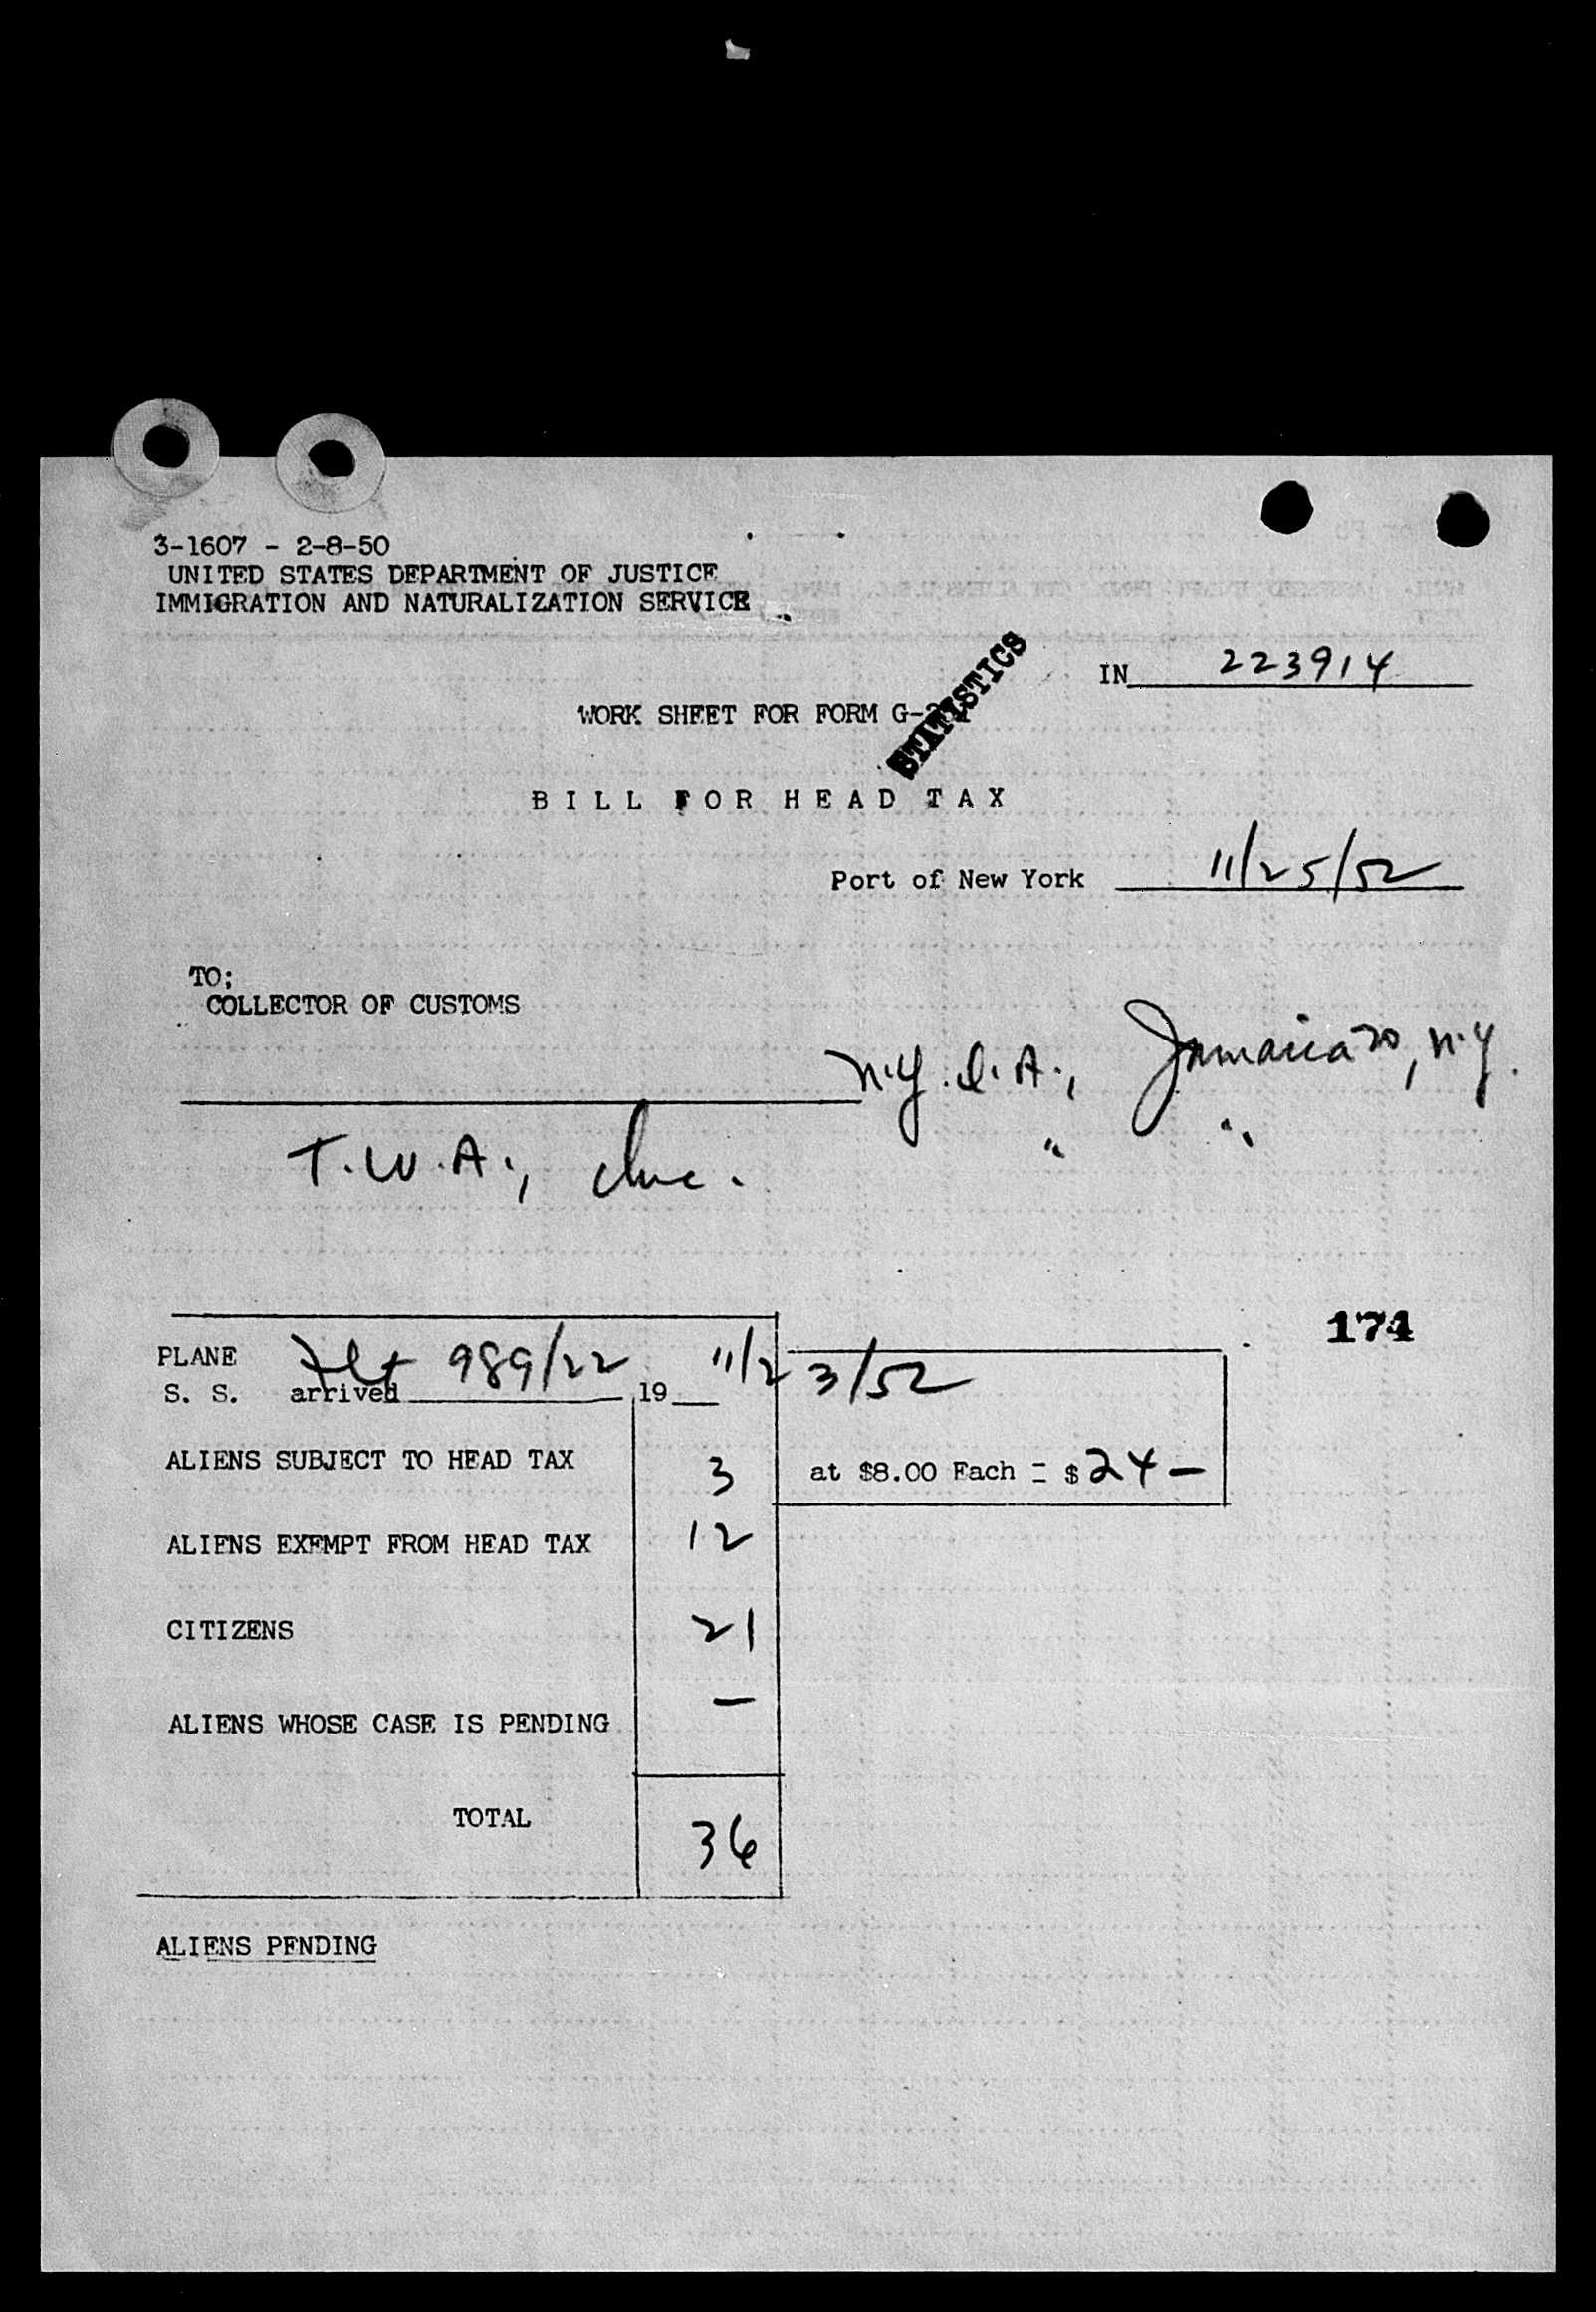 3-1607 - 2-8-50
UNITED STATES DEPARTMENT OF JUSTICE
IMMIGRATION AND NATURALIZATION SERVICE
STATISTICS
IN 223914
WORK SHEET FOR FORM
BILL FOR HEAD TAX
Port of New York 11/25/52
TO;
COLLECTOR OF CUSTOMS
N.Y.I.A., Jamaica 20, N.Y.
T.W.A., Inc. " "
174
PLANE Flt 989/22 11/23/52
S. S. arrived 19
ALIENS SUBJECT TO HEAD TAX 3 at $8.00 Each = $ 24 —
ALIENS EXEMPT FROM HEAD TAX 12
CITIZENS 21
ALIENS WHOSE CASE IS PENDING —
TOTAL 36
ALIENS PENDING